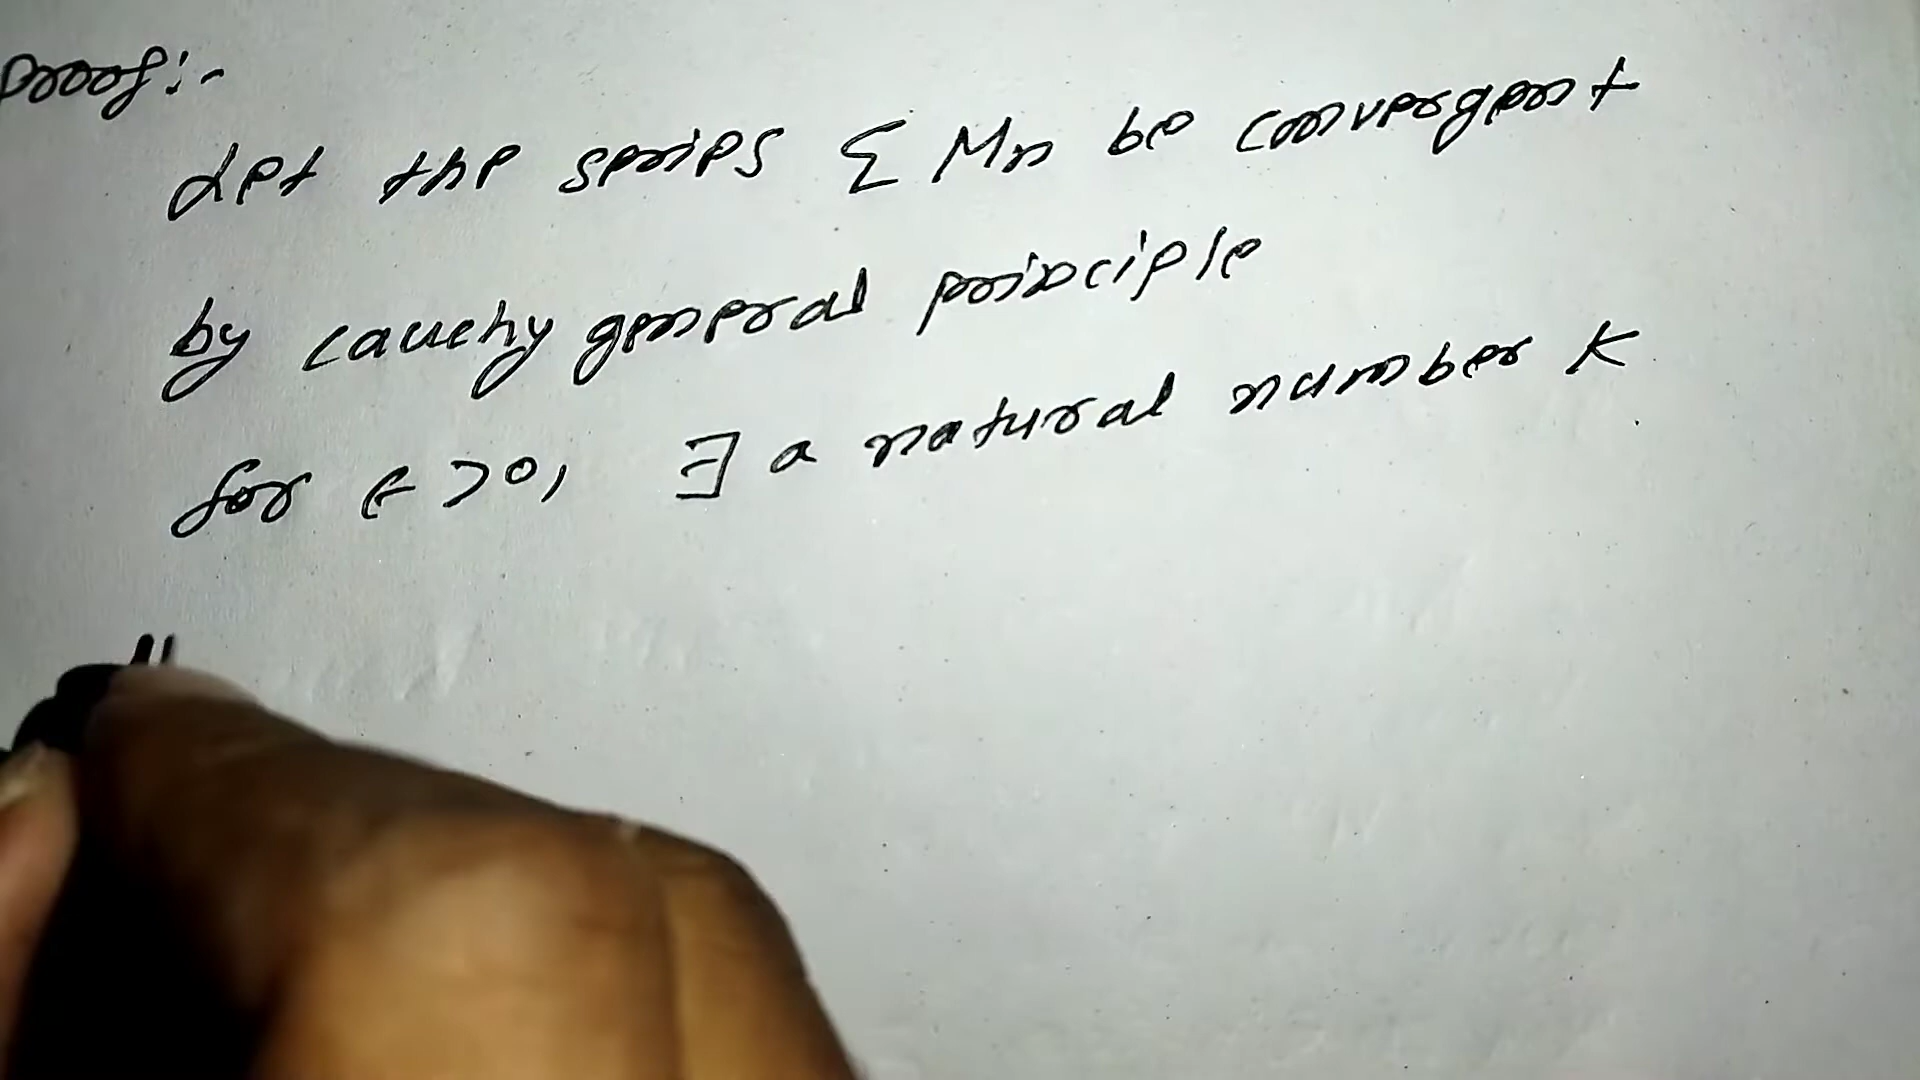 Proof:-
Let the series Σ Mn be convergent
by cauchy general principle
for ε >0, ∃ a natural number K